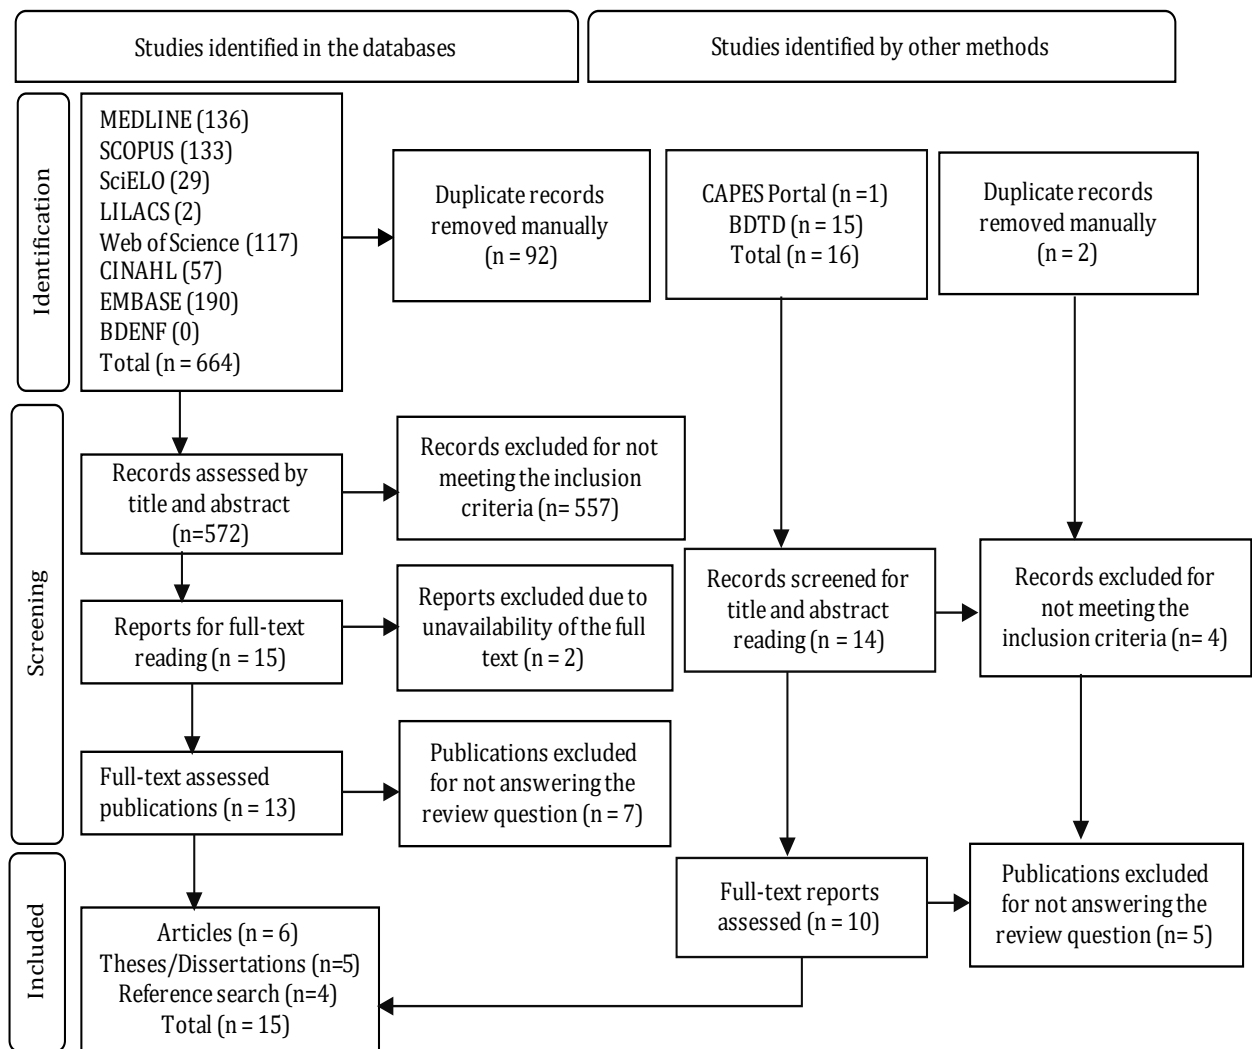 Studies identified in the databases
Studies identified by other methods
Identification
MEDLINE (136)
SCOPUS (133)
SciELO (29)
LILACS (2)
Web of Science (117)
CINAHL (57)
EMBASE (190)
BDENF (0)
Total (n = 664)
Duplicate records
removed manually
(n = 92)
CAPES Portal (n =1)
BDTD (n = 15)
Total (n = 16)
Duplicate records
removed manually
(n = 2)
Screening
Records assessed by
title and abstract
(n=572)
Records excluded for not
meeting the inclusion
criteria (n= 557)
Reports for full-text
reading (n = 15)
Reports excluded due to
unavailability of the full
text (n = 2)
Records screened for
title and abstract
reading (n = 14)
Records excluded for
not meeting the
inclusion criteria (n= 4)
Full-text assessed
publications (n = 13)
Publications excluded
for not answering the
review question (n = 7)
Included
Articles (n = 6)
Theses/Dissertations (n=5)
Reference search (n=4)
Total (n = 15)
Full-text reports
assessed (n = 10)
Publications excluded
for not answering the
review question (n= 5)